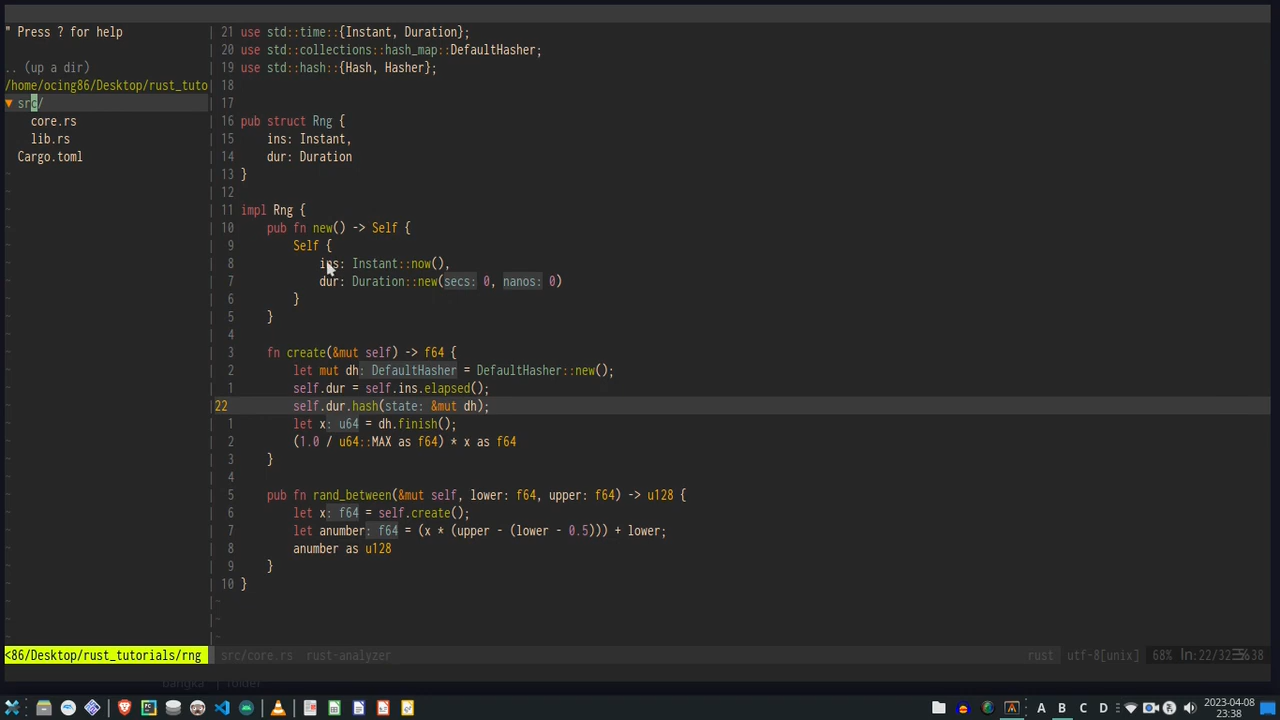 " Press ? for help
.. (up a dir)
/home/ocing86/Desktop/rust_tuto
▼ src/
core.rs
lib.rs
Cargo.toml
<86/Desktop/rust_tutorials/rng
21 use std::time::{Instant, Duration};
20 use std::collections::hash_map::DefaultHasher;
19 use std::hash::{Hash, Hasher};
18
17
16 pub struct Rng {
15     ins: Instant,
14     dur: Duration
13 }
12
11 impl Rng {
10     pub fn new() -> Self {
9         Self {
8             ins: Instant::now(),
7             dur: Duration::new(secs: 0, nanos: 0)
6         }
5     }
4
3     fn create(&mut self) -> f64 {
2         let mut dh: DefaultHasher = DefaultHasher::new();
1         self.dur = self.ins.elapsed();
22         self.dur.hash(state: &mut dh);
1         let x: u64 = dh.finish();
2         (1.0 / u64::MAX as f64) * x as f64
3     }
4
5     pub fn rand_between(&mut self, lower: f64, upper: f64) -> u128 {
6         let x: f64 = self.create();
7         let anumber: f64 = (x * (upper - (lower - 0.5))) + lower;
8         anumber as u128
9     }
10 }
src/core.rs rust-analyzer rust utf-8[unix] 68% ln:22/32☰%38
bangka folder
A B C D
2023-04-08
23:38